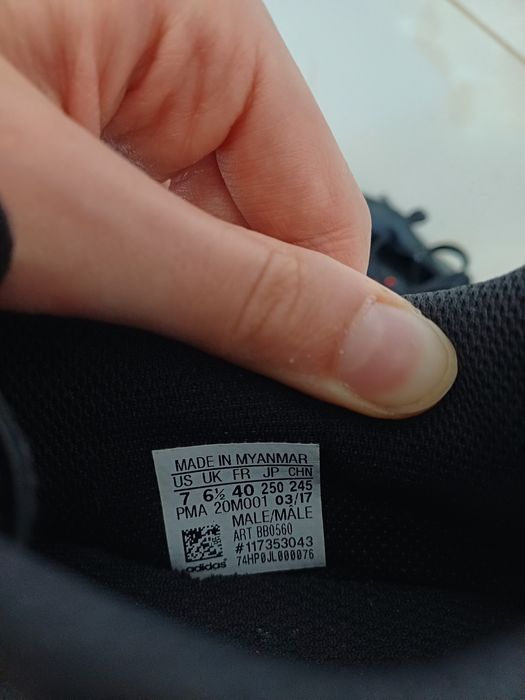 MADE IN MYANMAR
US UK FR JP CHN
7 6½ 40 250 245
PMA 20M001 03/17
MALE/MÂLE
ART BB0560
#117353043
74HP0JL000076
adidas